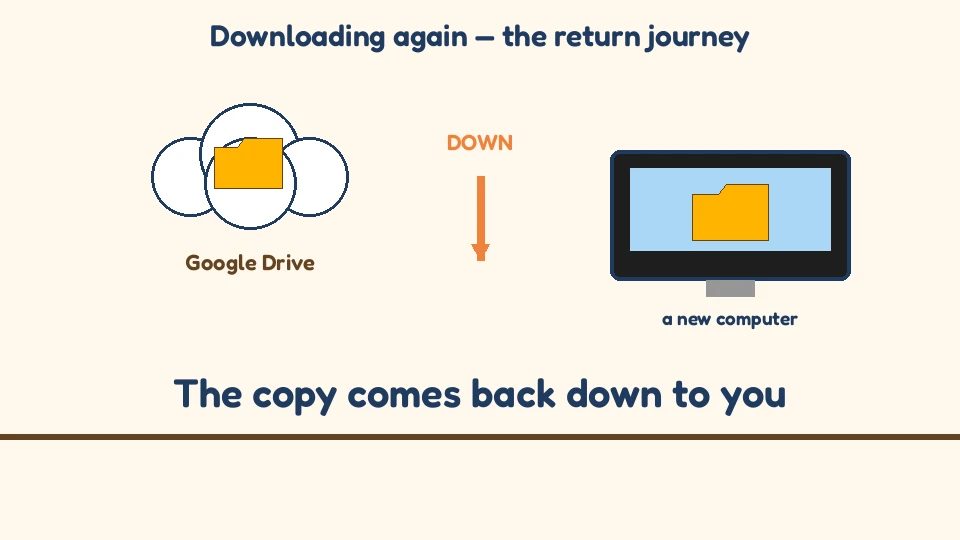 Downloading again — the return journey
DOWN
Google Drive
a new computer
The copy comes back down to you